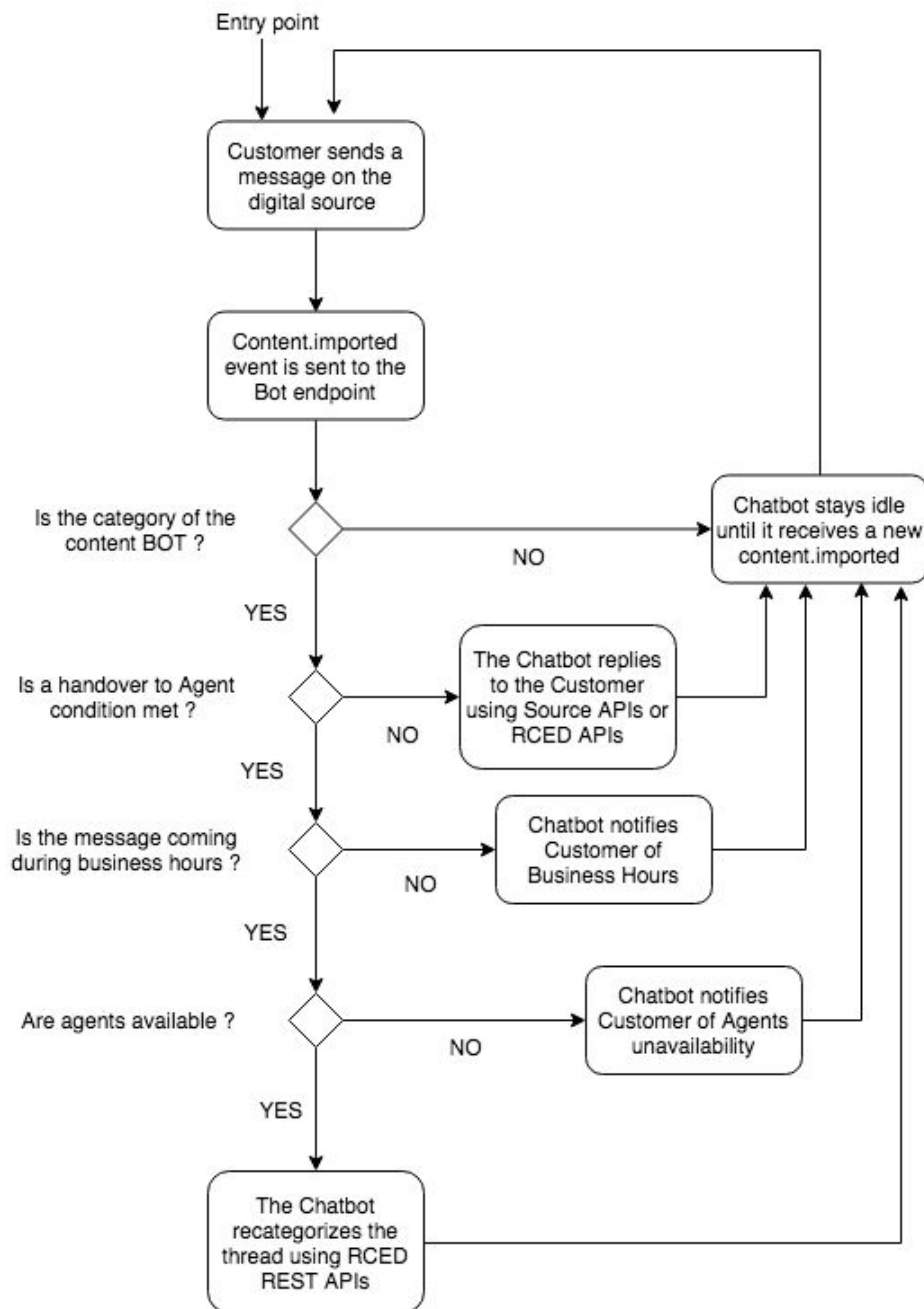 Entry point
Customer sends a
message on the
digital source
Content.imported
event is sent to the
Bot endpoint
Is the category of the
content BOT ?
NO
Chatbot stays idle
until it receives a new
content.imported
YES
Is a handover to Agent
condition met ?
NO
The Chatbot replies
to the Customer
using Source APIs or
RCED APIs
YES
Is the message coming
during business hours ?
NO
Chatbot notifies
Customer of
Business Hours
YES
Are agents available ?
NO
Chatbot notifies
Customer of Agents
unavailability
YES
The Chatbot
recategorizes the
thread using RCED
REST APIs